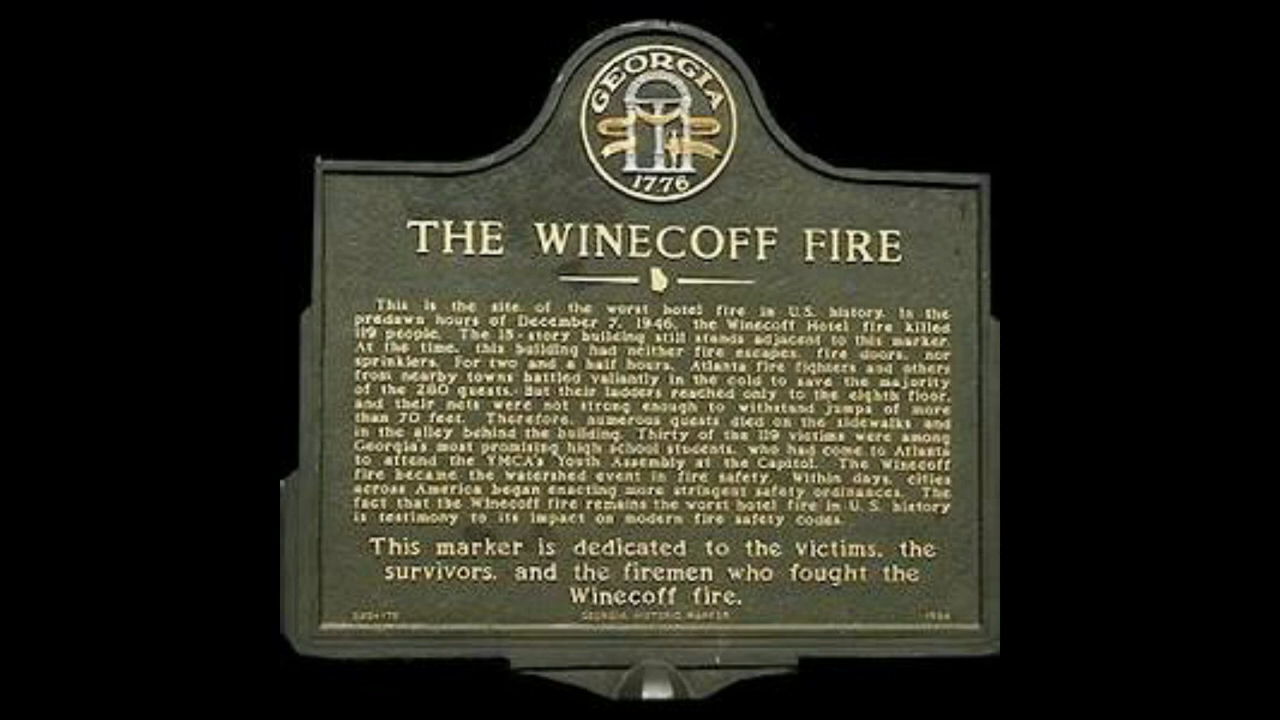 GEORGIA
1776
THE WINECOFF FIRE
This is the site of the worst hotel fire in U.S. history. In the
predawn hours of December 7, 1946, the Winecoff Hotel fire killed
119 people. The 15-story building still stands adjacent to this marker.
At the time, this building had neither fire escapes, fire doors, nor
sprinklers. For two and a half hours, Atlanta fire fighters and others
from nearby towns battled valiantly in the cold to save the majority
of the 280 guests. But their ladders reached only to the eighth floor,
and their nets were not strong enough to withstand jumps of more
than 70 feet. Therefore, numerous guests died on the sidewalks and
in the alley behind the building. Thirty of the 119 victims were among
Georgia's most promising high school students, who had come to Atlanta
to attend the YMCA's Youth Assembly at the Capitol. The Winecoff
fire became the watershed event in fire safety. Within days, cities
across America began enacting more stringent safety ordinances. The
fact that the Winecoff fire remains the worst hotel fire in U.S. history
is testimony to its impact on modern fire safety codes.
This marker is dedicated to the victims, the
survivors, and the firemen who fought the
Winecoff fire.
GEORGIA HISTORIC MARKER